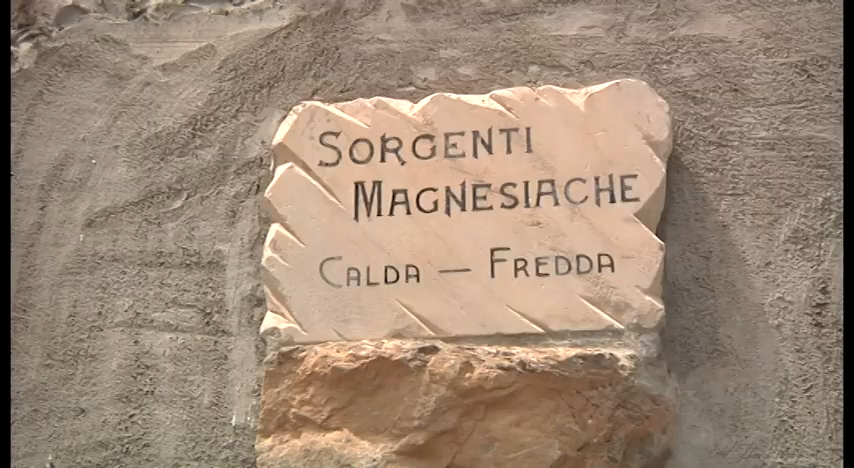 SORGENTI
MAGNESIACHE
CALDA — FREDDA